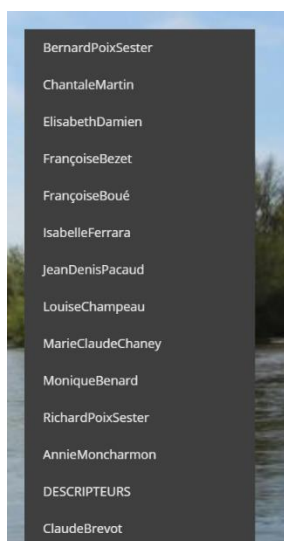 BernardPoixSester
ChantaleMartin
ElisabethDamien
FrançoiseBezet
FrançoiseBoué
IsabelleFerrara
JeanDenisPacaud
LouiseChampeau
MarieClaudeChaney
MoniqueBenard
RichardPoixSester
AnnieMoncharmon
DESCRIPTEURS
ClaudeBrevot